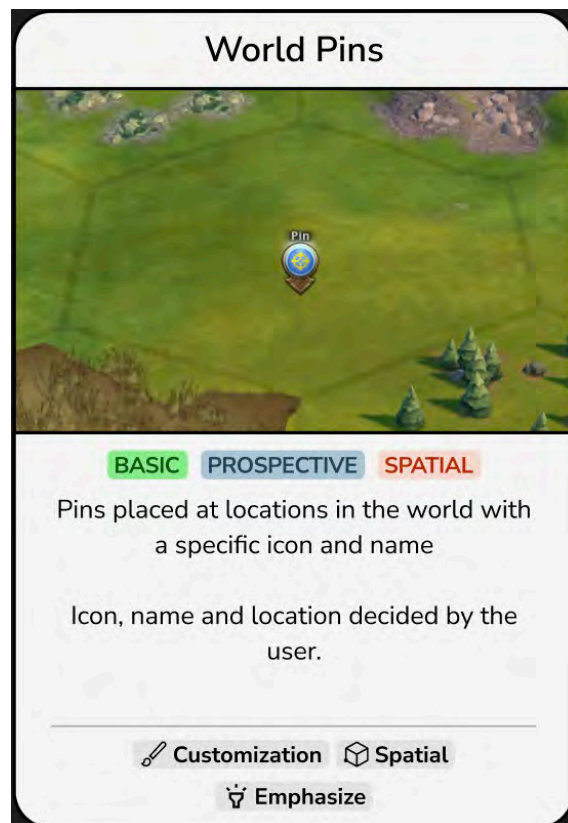 World Pins
Pin
BASIC PROSPECTIVE SPATIAL
Pins placed at locations in the world with
a specific icon and name
Icon, name and location decided by the
user.
Customization Spatial
Emphasize